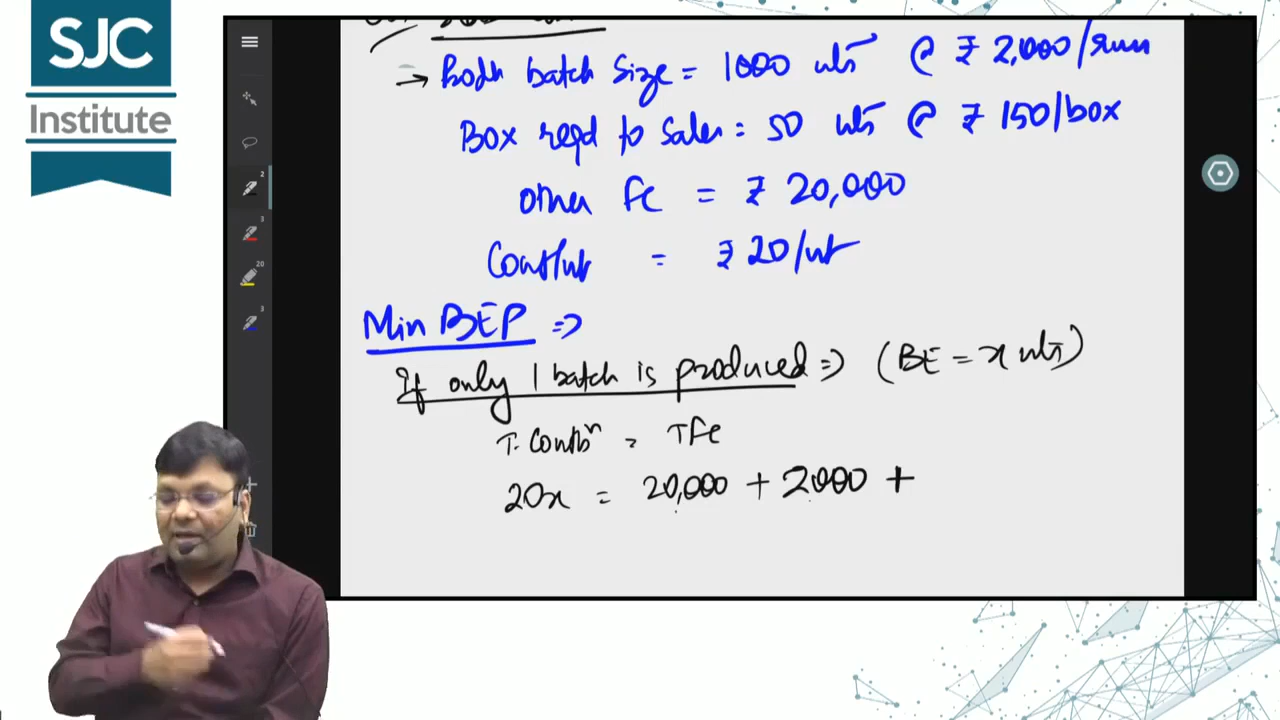 SJC
Institute
→ Prodn batch size = 1000 uts @ ₹ 2,000/run
Box reqd to sales = 50 uts @ ₹ 150/box
other FC = ₹ 20,000
Cont/ut = ₹ 20/ut
Min BEP ⇒
If only 1 batch is produced ⇒ (BE = x uts)
T. Contbⁿ = TFC
20x = 20,000 + 2000 +